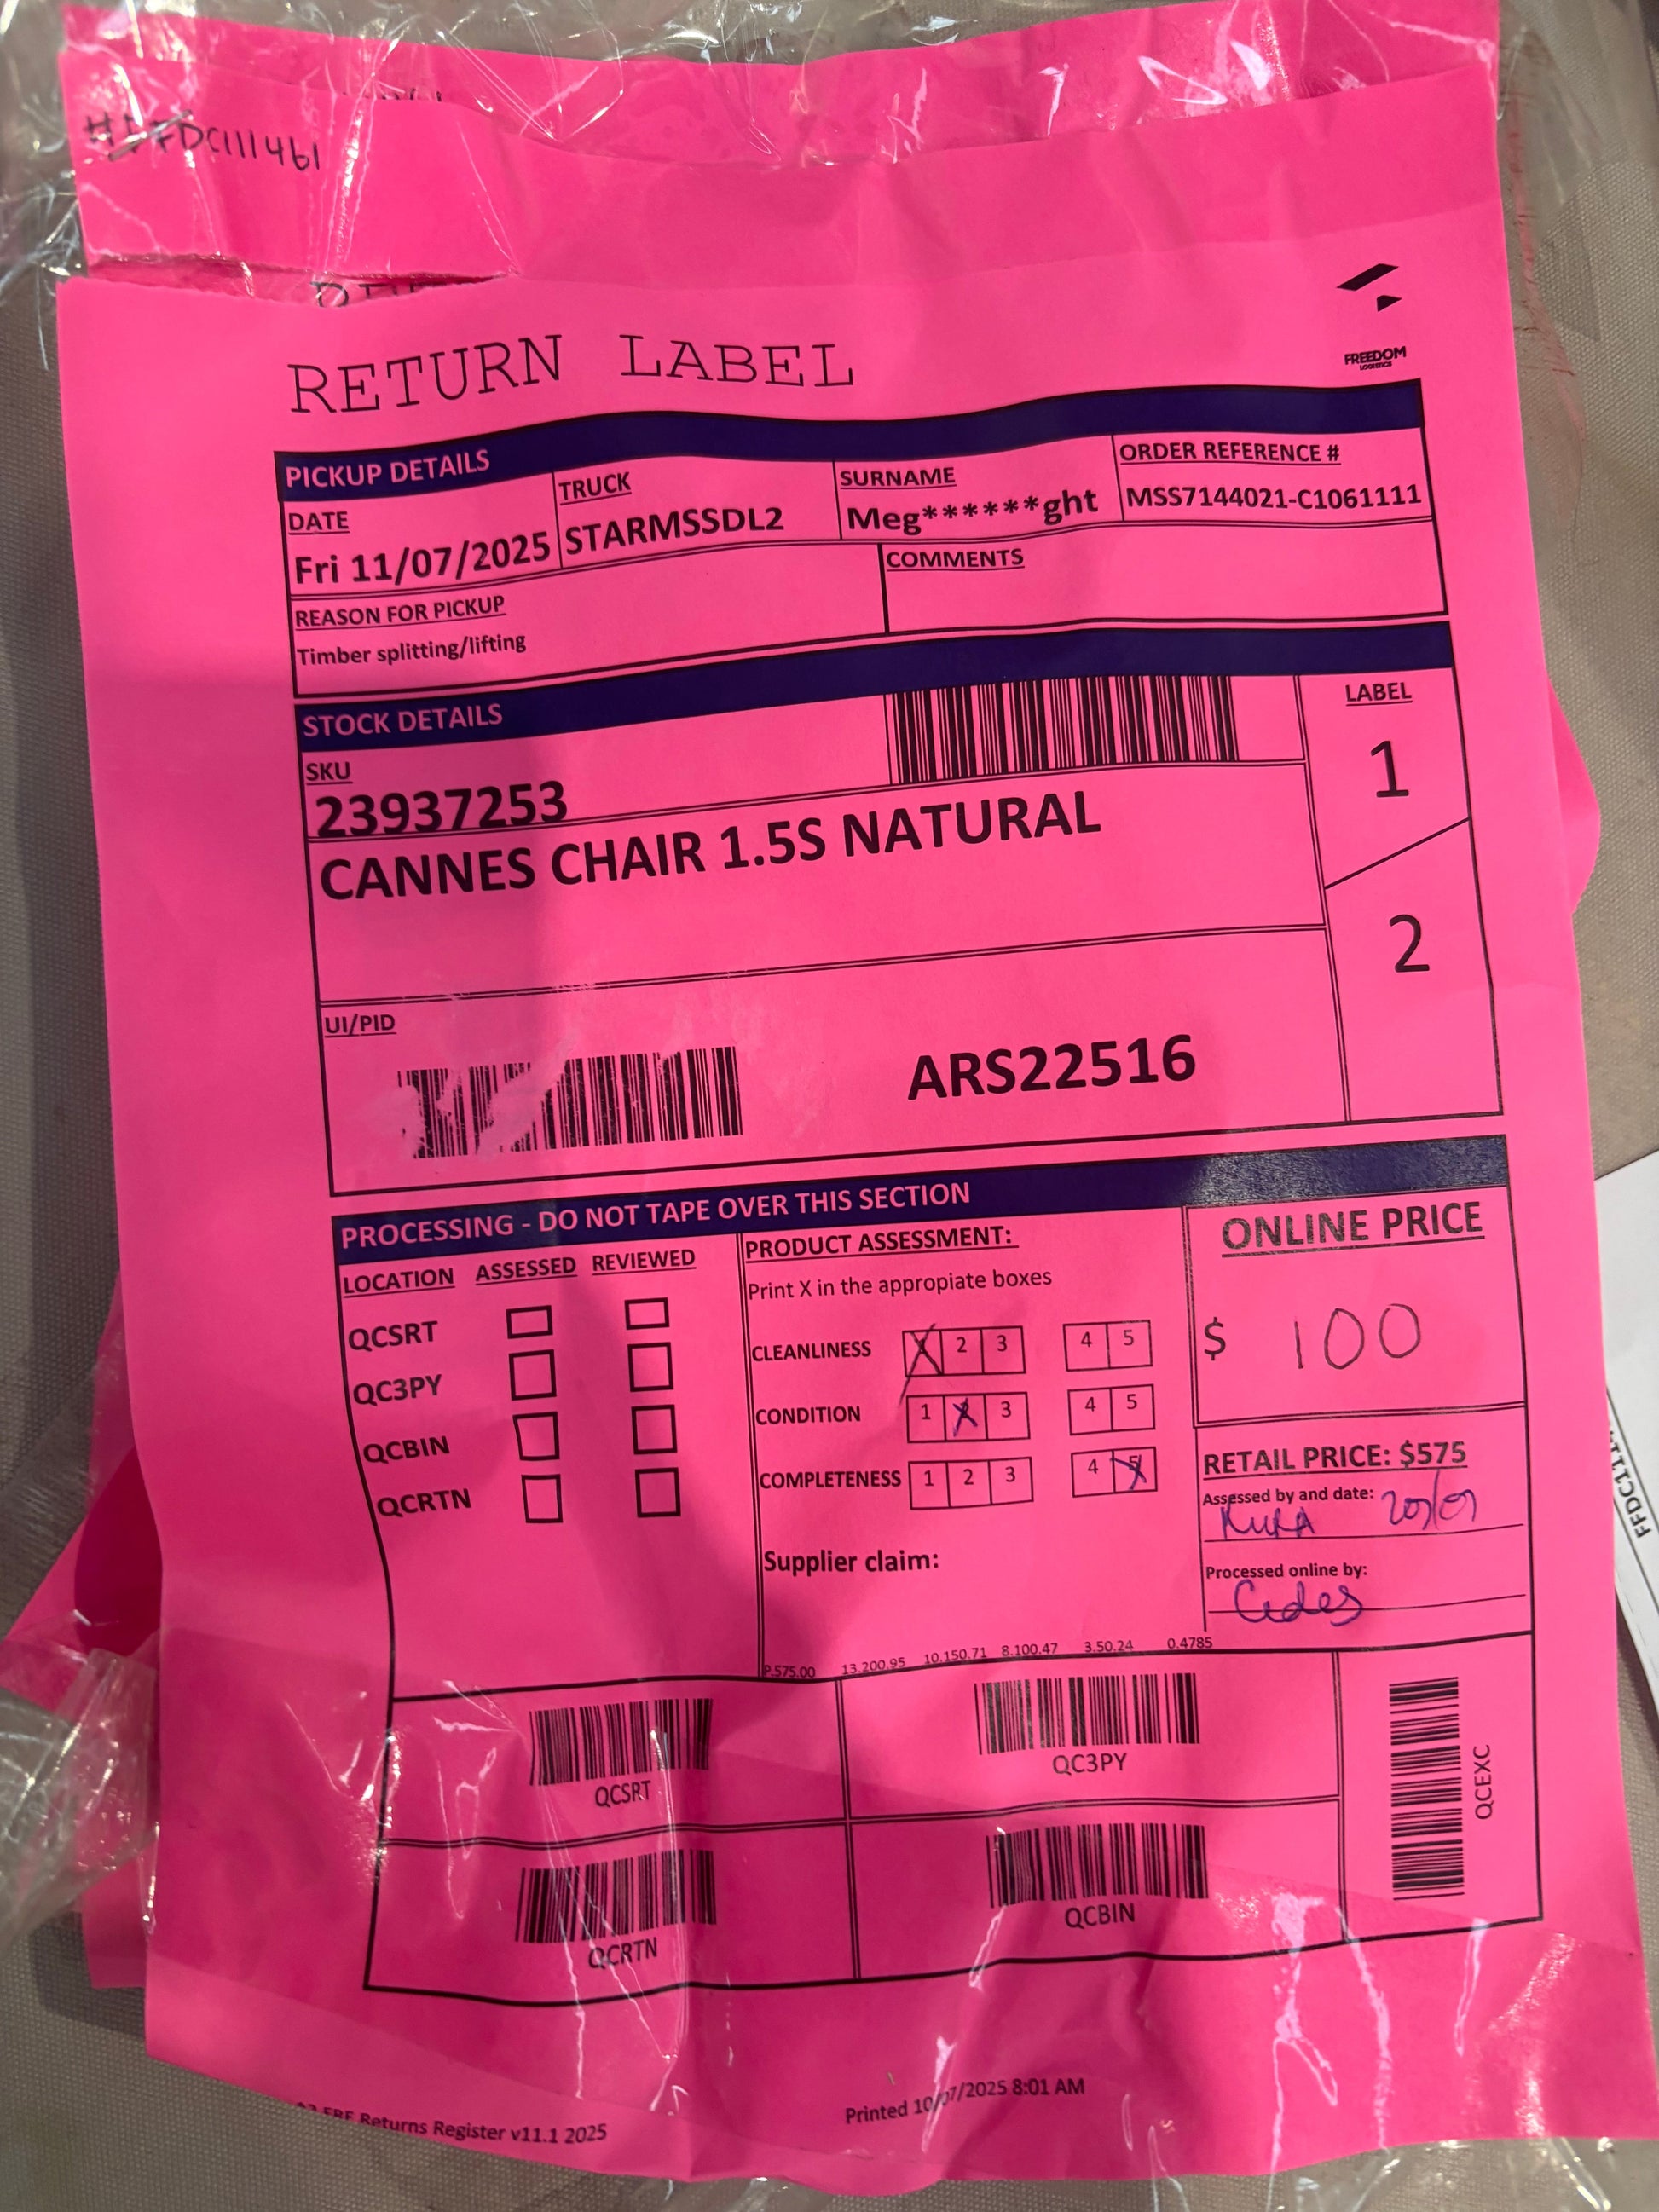 #FFDC111461
RETURN LABEL
FREEDOM
LOGISTICS
PICKUP DETAILS
DATE
Fri 11/07/2025
TRUCK
STARMSSDL2
SURNAME
Meg******ght
ORDER REFERENCE #
MSS7144021-C1061111
REASON FOR PICKUP
Timber splitting/lifting
COMMENTS
STOCK DETAILS
SKU
23937253
CANNES CHAIR 1.5S NATURAL
LABEL
1
2
UI/PID
ARS22516
PROCESSING - DO NOT TAPE OVER THIS SECTION
LOCATION ASSESSED REVIEWED
QCSRT
QC3PY
QCBIN
QCRTN
PRODUCT ASSESSMENT:
Print X in the appropiate boxes
CLEANLINESS X 2 3 4 5
CONDITION 1 X 3 4 5
COMPLETENESS 1 2 3 4 X
Supplier claim:
ONLINE PRICE
$ 100
RETAIL PRICE: $575
Assessed by and date:
Processed online by:
P.575.00 13.200.95 10.150.71 8.100.47 3.50.24 0.4785
QCSRT
QC3PY
QCRTN
QCBIN
QCEXC
Returns Register v11.1 2025
Printed 10/07/2025 8:01 AM